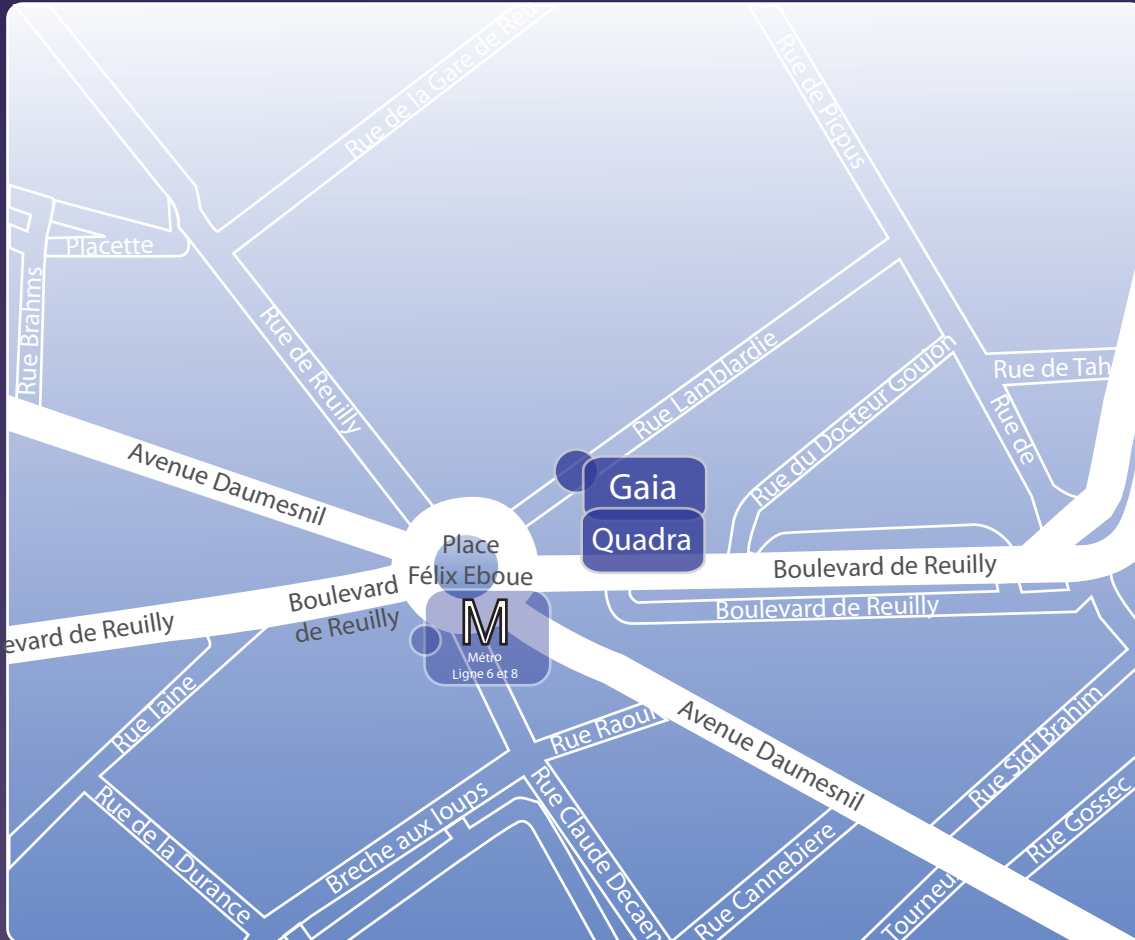 Rue de la Gare de Reu
Rue de Picpus
Placette
Rue Brahms
Rue de Reuilly
Rue Lamblardie
Rue du Docteur Goujon
Rue de Tah
Rue de
Avenue Daumesnil
Gaia
Quadra
Place
Félix Eboue
Boulevard de Reuilly
Boulevard
de Reuilly
Boulevard de Reuilly
evard de Reuilly
M
Métro
Ligne 6 et 8
Rue Taine
Rue Raoul
Avenue Daumesnil
Rue Sidi Brahim
Rue Gossec
Rue de la Durance
Breche aux loups
Rue Claude Decaen
Rue Cannebiere
Tourneu